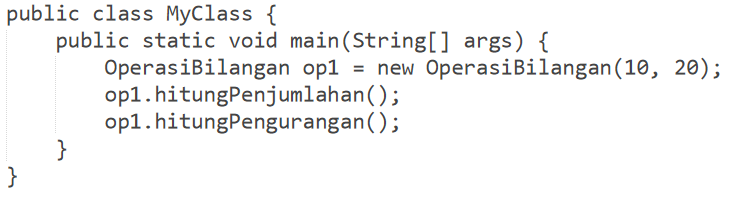 public class MyClass {
    public static void main(String[] args) {
        OperasiBilangan op1 = new OperasiBilangan(10, 20);
        op1.hitungPenjumlahan();
        op1.hitungPengurangan();
    }
}